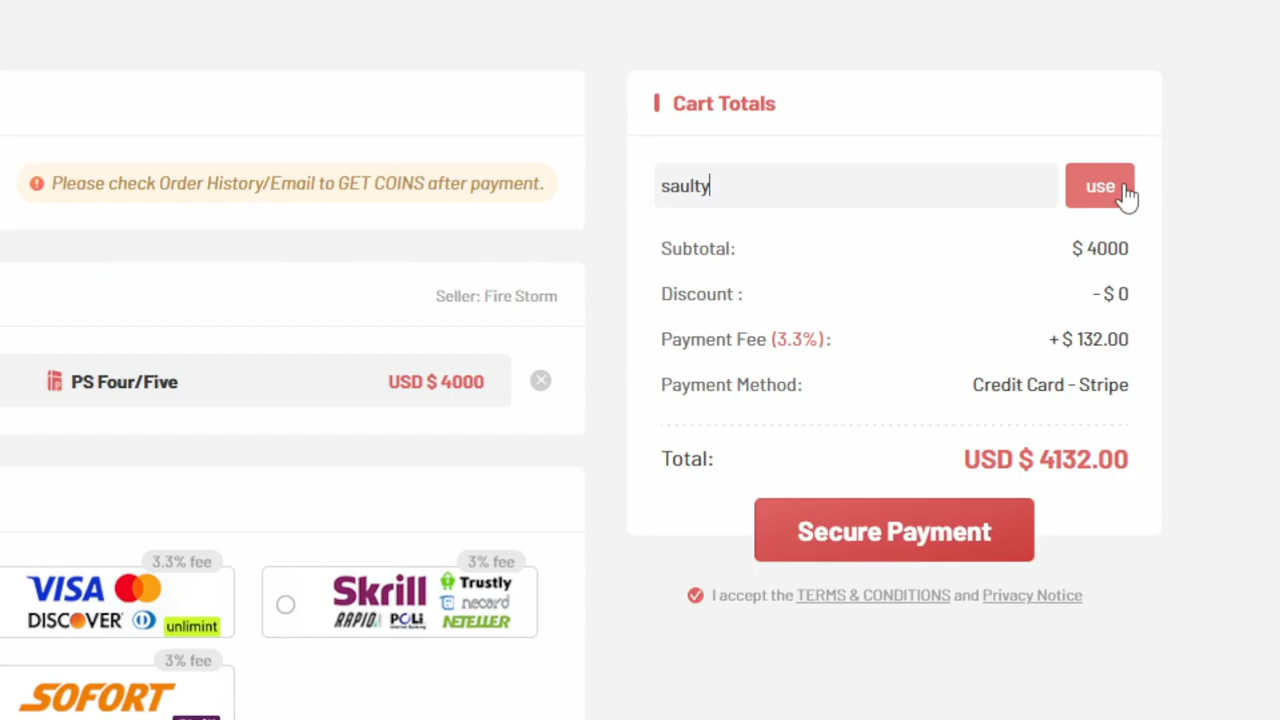 Please check Order History/Email to GET COINS after payment.
Seller: Fire Storm
PS Four/Five
USD $ 4000
3.3% fee
VISA
DISCOVER
unlimint
3% fee
Skrill
Trustly
RAPID
POLi
NETELLER
3% fee
SOFORT
Cart Totals
saulty
use
Subtotal:
$ 4000
Discount :
- $ 0
Payment Fee (3.3%):
+ $ 132.00
Payment Method:
Credit Card - Stripe
Total:
USD $ 4132.00
Secure Payment
I accept the TERMS & CONDITIONS and Privacy Notice